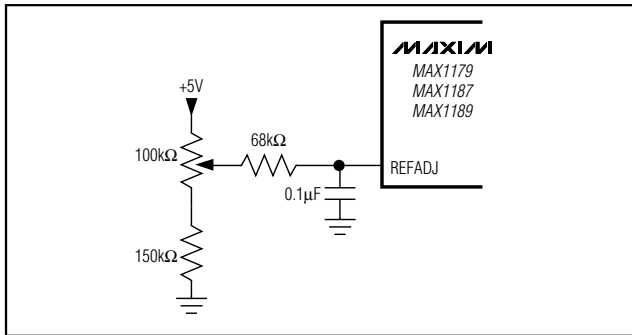 MAXIM
MAX1179
MAX1187
MAX1189
+5V
68kΩ
100kΩ
REFADJ
0.1µF
150kΩ